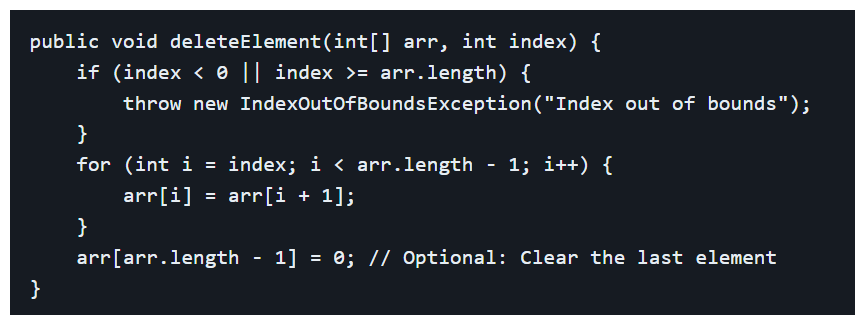 public void deleteElement(int[] arr, int index) {
    if (index < 0 || index >= arr.length) {
        throw new IndexOutOfBoundsException("Index out of bounds");
    }
    for (int i = index; i < arr.length - 1; i++) {
        arr[i] = arr[i + 1];
    }
    arr[arr.length - 1] = 0; // Optional: Clear the last element
}